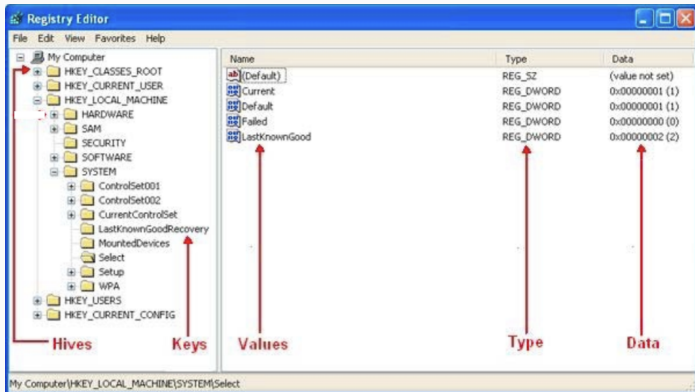 Registry Editor
File Edit View Favorites Help
My Computer
HKEY_CLASSES_ROOT
HKEY_CURRENT_USER
HKEY_LOCAL_MACHINE
HARDWARE
SAM
SECURITY
SOFTWARE
SYSTEM
ControlSet001
ControlSet002
CurrentControlSet
LastKnownGoodRecovery
MountedDevices
Select
Setup
WPA
HKEY_USERS
HKEY_CURRENT_CONFIG
Name Type Data
ab (Default) REG_SZ (value not set)
Current REG_DWORD 0x00000001 (1)
Default REG_DWORD 0x00000001 (1)
Failed REG_DWORD 0x00000000 (0)
LastKnownGood REG_DWORD 0x00000002 (2)
Hives Keys Values Type Data
My Computer\HKEY_LOCAL_MACHINE\SYSTEM\Select